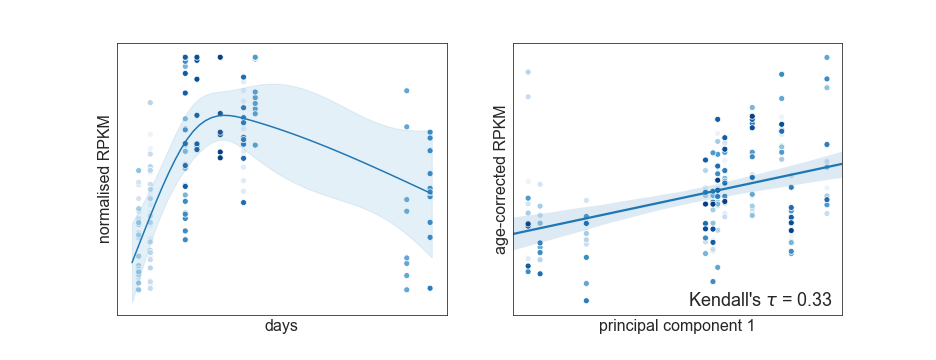 normalised RPKM
days
age-corrected RPKM
Kendall's τ = 0.33
principal component 1